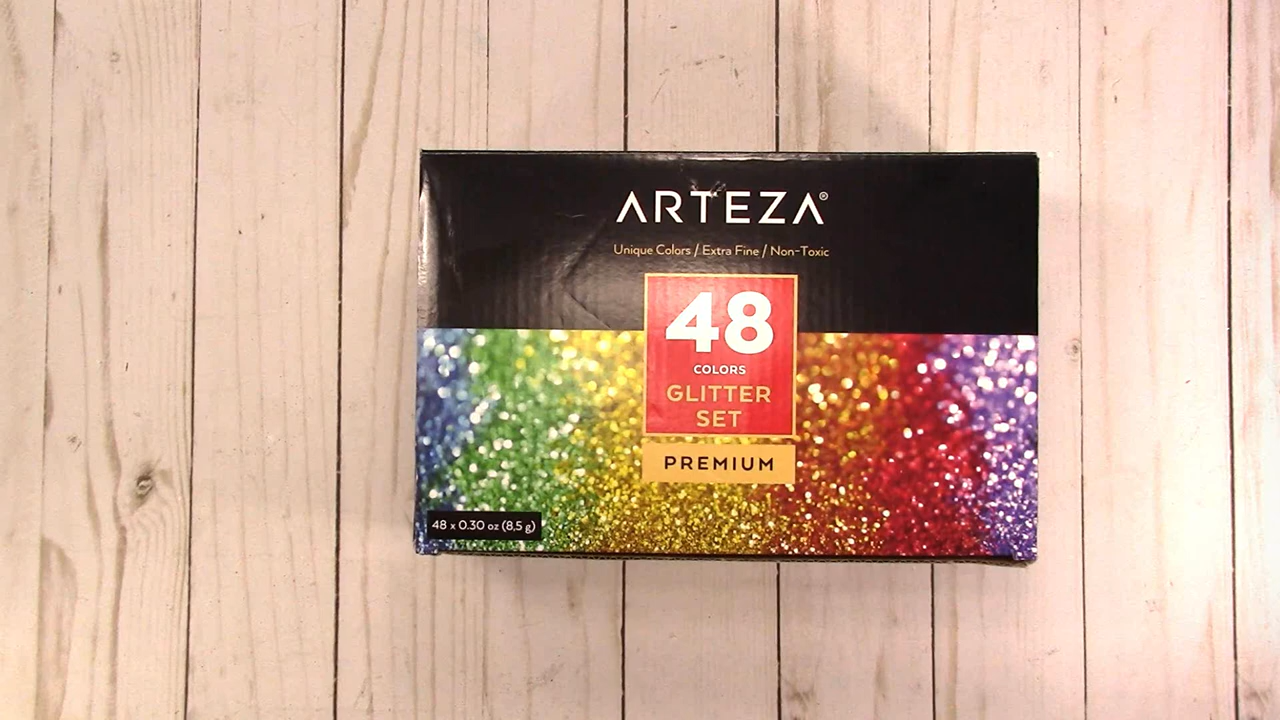 ARTEZA®
Unique Colors / Extra Fine / Non-Toxic
48
COLORS
GLITTER
SET
PREMIUM
48 x 0.30 oz (8,5 g)